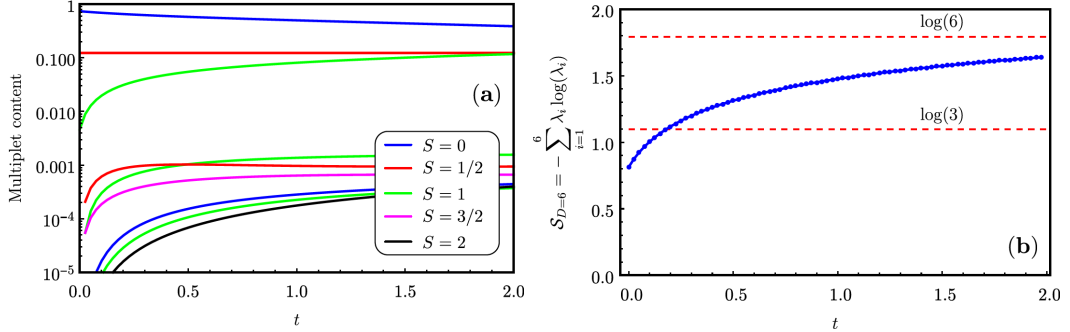 1
0.100
0.010
0.001
10⁻⁴
10⁻⁵
Multiplet content
(a)
S = 0
S = 1/2
S = 1
S = 3/2
S = 2
0.0
0.5
1.0
1.5
2.0
t
2.0
1.5
1.0
0.5
0.0
S_{D=6} = −∑_{i=1}^{6} λ_i log(λ_i)
log(6)
log(3)
(b)
0.0
0.5
1.0
1.5
2.0
t